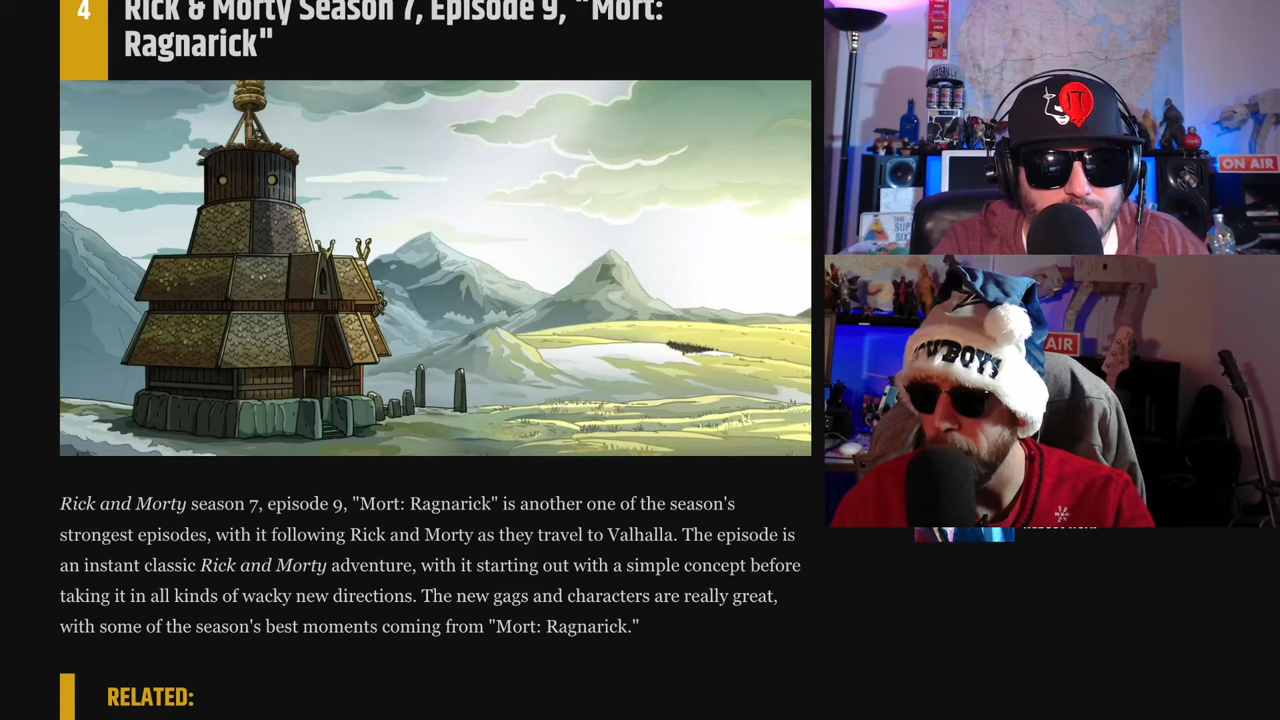 4
Rick & Morty Season 7, Episode 9, "Mort:
Ragnarick"
Rick and Morty season 7, episode 9, "Mort: Ragnarick" is another one of the season's
strongest episodes, with it following Rick and Morty as they travel to Valhalla. The episode is
an instant classic Rick and Morty adventure, with it starting out with a simple concept before
taking it in all kinds of wacky new directions. The new gags and characters are really great,
with some of the season's best moments coming from "Mort: Ragnarick."
RELATED:
IT
ON AIR
SUP
SIX
COWBOYS
AIR